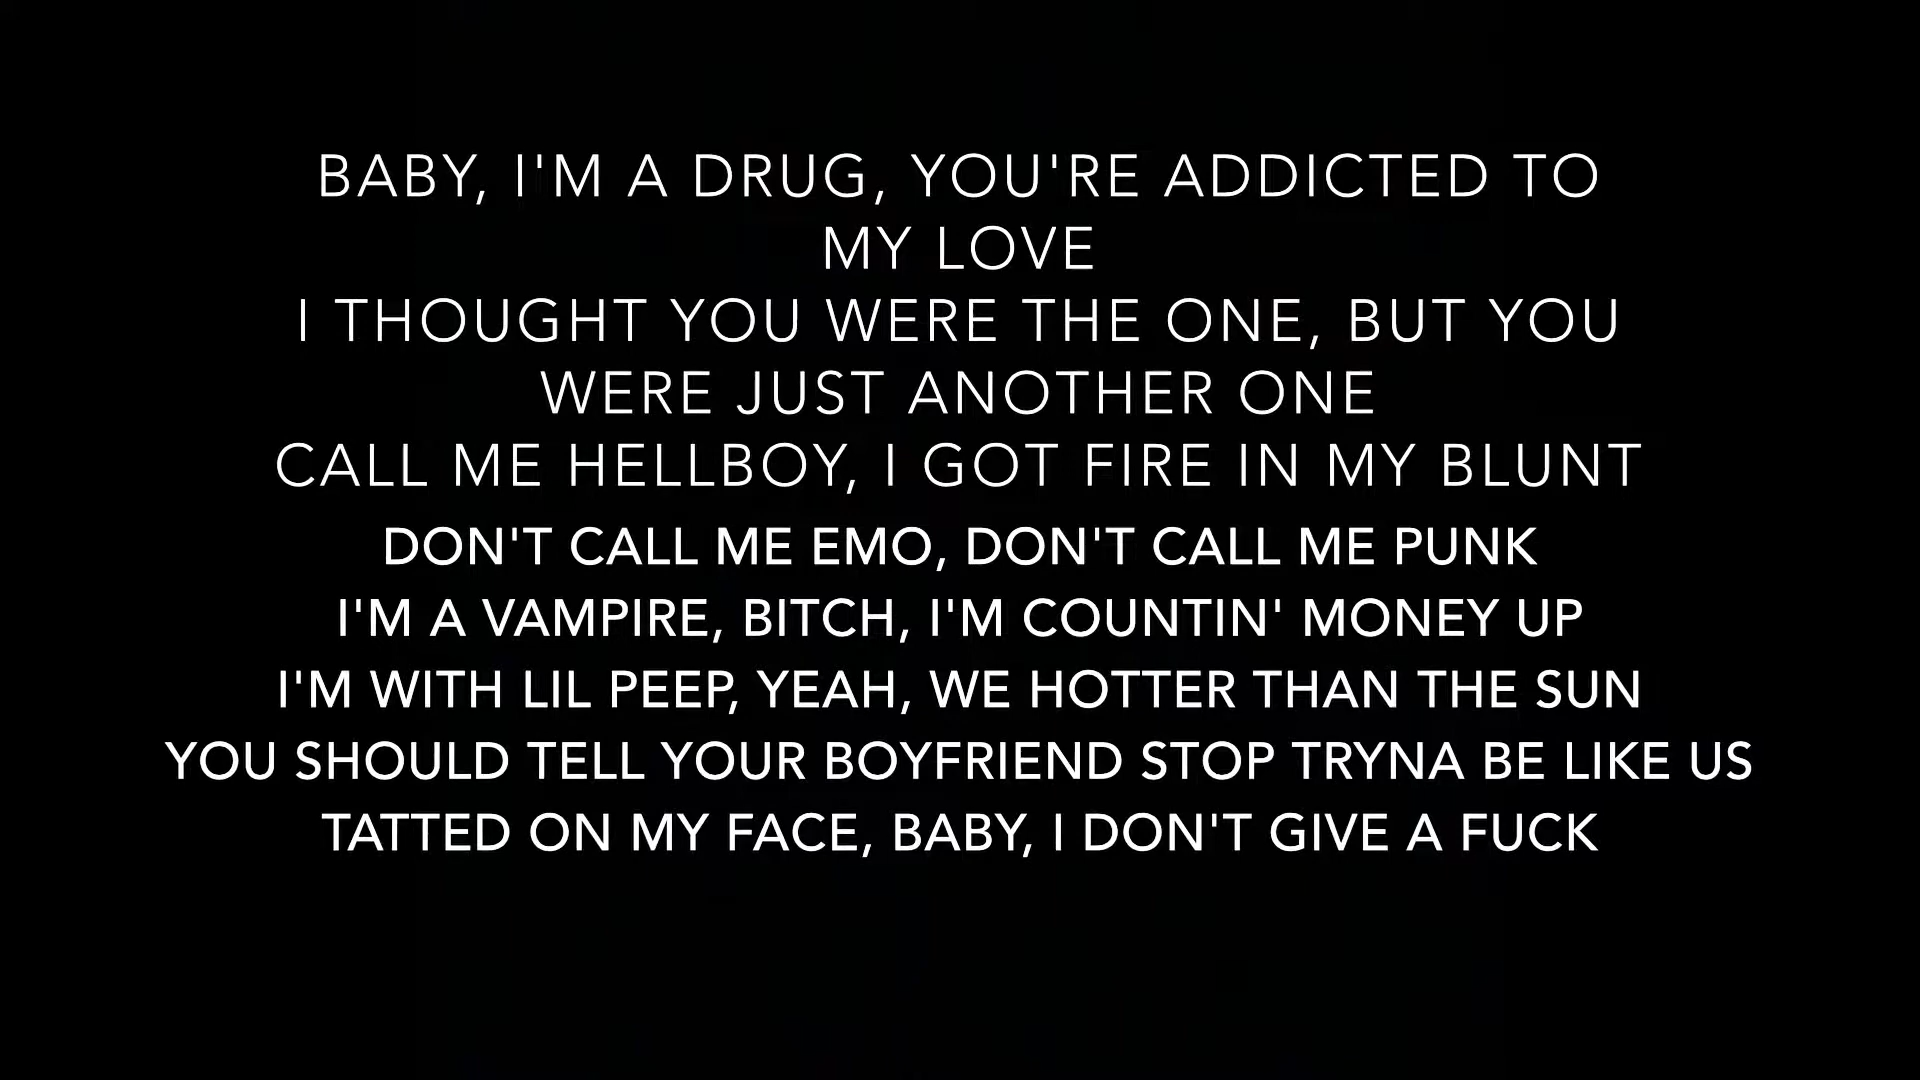 BABY, I'M A DRUG, YOU'RE ADDICTED TO
MY LOVE
I THOUGHT YOU WERE THE ONE, BUT YOU
WERE JUST ANOTHER ONE
CALL ME HELLBOY, I GOT FIRE IN MY BLUNT
DON'T CALL ME EMO, DON'T CALL ME PUNK
I'M A VAMPIRE, BITCH, I'M COUNTIN' MONEY UP
I'M WITH LIL PEEP, YEAH, WE HOTTER THAN THE SUN
YOU SHOULD TELL YOUR BOYFRIEND STOP TRYNA BE LIKE US
TATTED ON MY FACE, BABY, I DON'T GIVE A FUCK